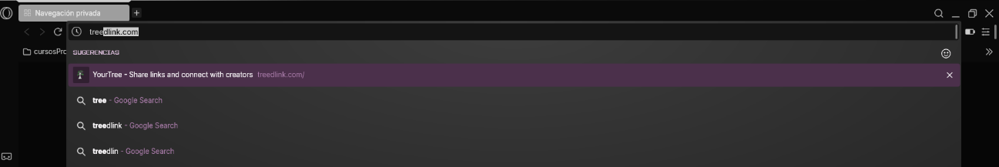 Navegación privada
treedlink.com
cursosPro
SUGERENCIAS
YourTree - Share links and connect with creators treedlink.com/
tree - Google Search
treedlink - Google Search
treedlin - Google Search